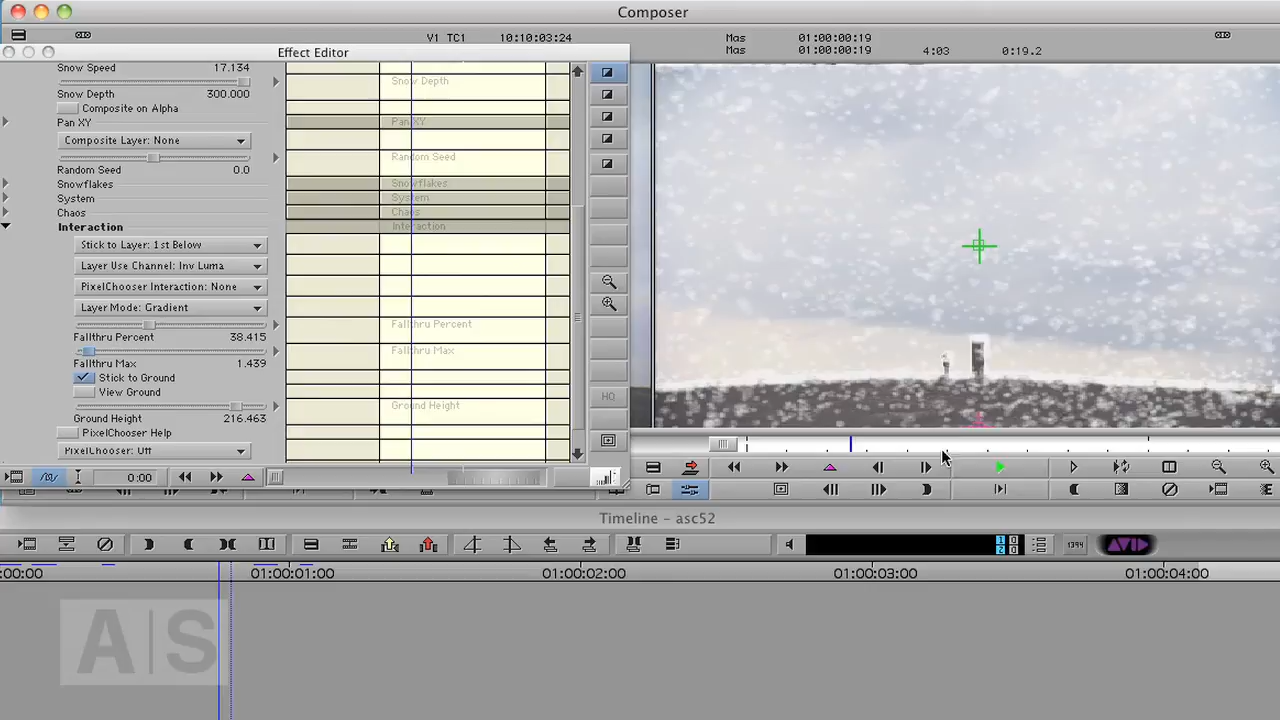 Composer
V1 TC1 10:10:03:24
Mas 01:00:00:19
Mas 01:00:00:19 4:03 0:19.2
Effect Editor
Snow Speed 17.134
Snow Depth
Snow Depth 300.000
Composite on Alpha
Pan XY Pan XY
Composite Layer: None
Random Seed
Random Seed 0.0
Snowflakes Snowflakes
System System
Chaos Chaos
Interaction Interaction
Stick to Layer: 1st Below
Layer Use Channel: Inv Luma
PixelChooser Interaction: None
Layer Mode: Gradient
Fallthru Percent
Fallthru Percent 38.415
Fallthru Max
Fallthru Max 1.439
Stick to Ground
View Ground
HQ
Ground Height
Ground Height 216.463
PixelChooser Help
PixelChooser: Off
0:00
Timeline - asc52
1394 AVID
:00:00 01:00:01:00 01:00:02:00 01:00:03:00 01:00:04:00
A|S